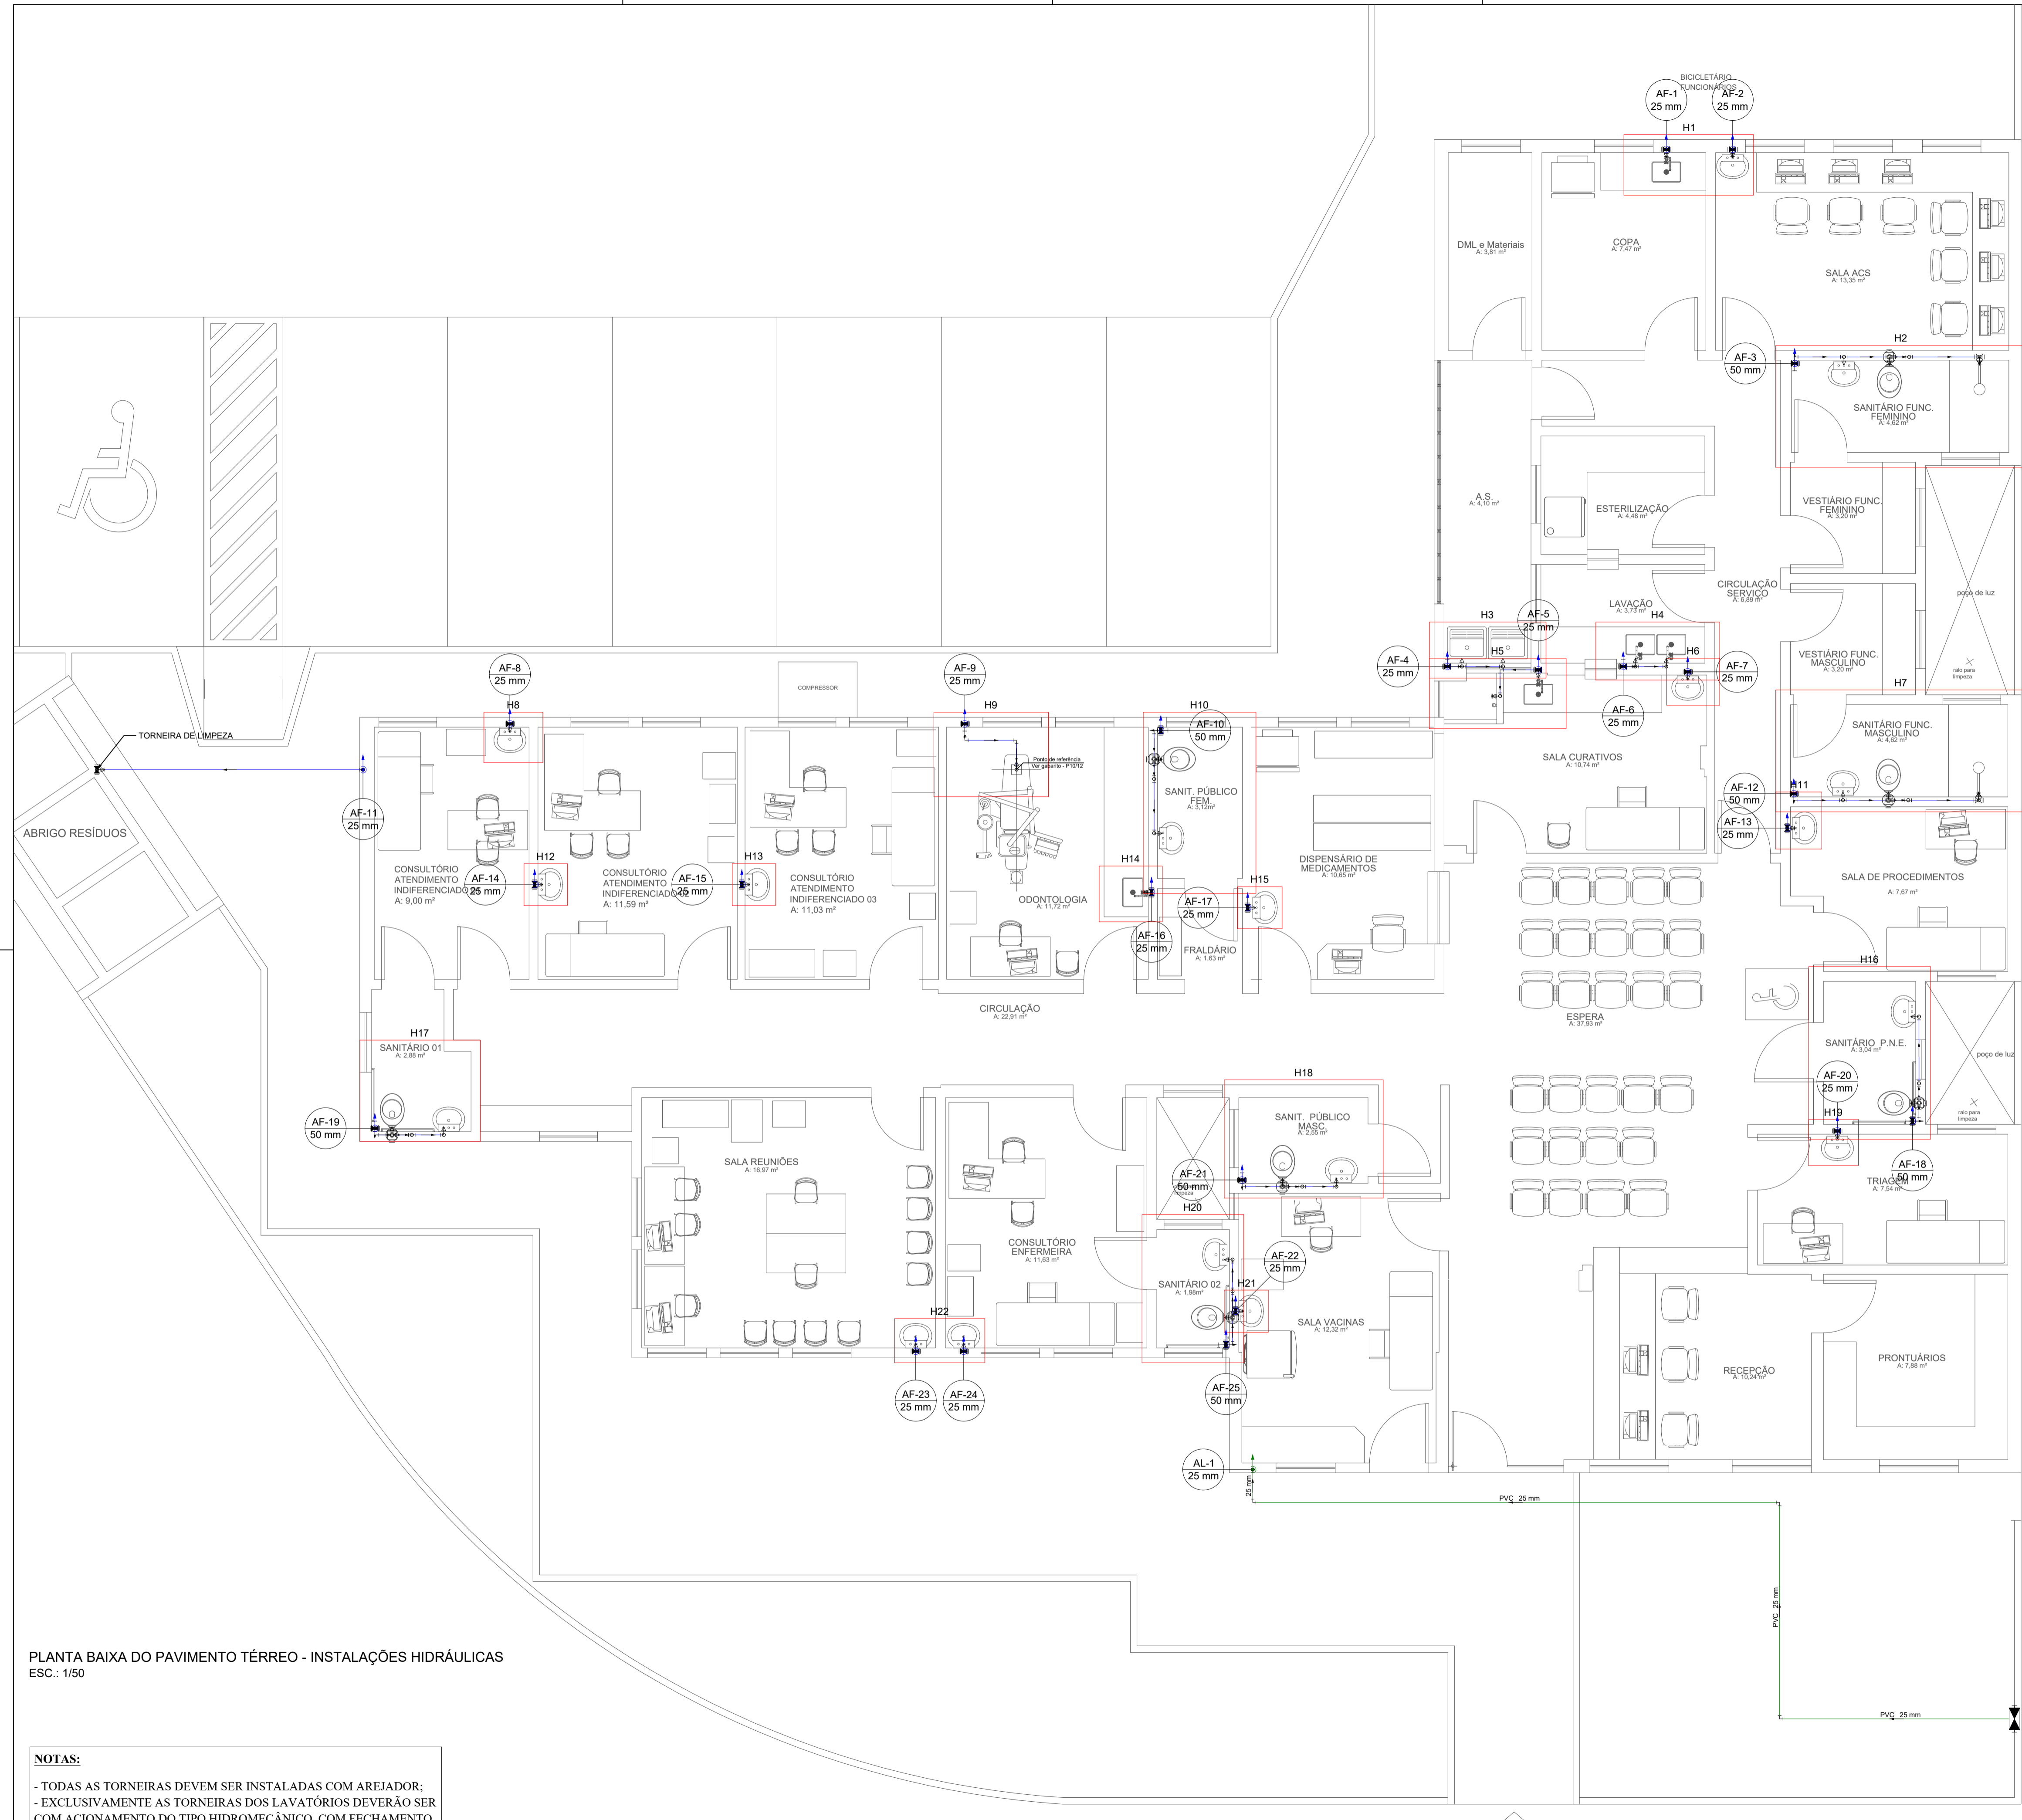 BICICLETÁRIO
FUNCIONÁRIOS
AF-1
25 mm
AF-2
25 mm
H1
DML e Materiais
A: 3,81 m²
COPA
A: 7,47 m²
SALA ACS
A: 13,35 m²
H2
AF-3
50 mm
SANITÁRIO FUNC.
FEMININO
A: 4,62 m²
A.S.
A: 4,10 m²
ESTERILIZAÇÃO
A: 4,48 m²
VESTIÁRIO FUNC.
FEMININO
A: 3,20 m²
CIRCULAÇÃO
SERVIÇO
A: 6,89 m²
poço de luz
LAVAÇÃO
A: 3,73 m²
H3
AF-5
25 mm
H4
H5
H6
AF-4
25 mm
AF-7
25 mm
AF-6
25 mm
VESTIÁRIO FUNC.
MASCULINO
A: 3,20 m²
ralo para
limpeza
H7
SANITÁRIO FUNC.
MASCULINO
A: 4,62 m²
AF-8
25 mm
H8
COMPRESSOR
AF-9
25 mm
H9
H10
AF-10
50 mm
TORNEIRA DE LIMPEZA
Ponto de referência
Ver gabarito - P10/12
SALA CURATIVOS
A: 10,74 m²
SANIT. PÚBLICO
FEM.
A: 3,12m²
AF-12
50 mm
H11
AF-13
25 mm
AF-11
25 mm
ABRIGO RESÍDUOS
CONSULTÓRIO
ATENDIMENTO
INDIFERENCIADO 01
A: 9,00 m²
AF-14
25 mm
H12
CONSULTÓRIO
ATENDIMENTO
INDIFERENCIADO 02
A: 11,59 m²
AF-15
25 mm
H13
CONSULTÓRIO
ATENDIMENTO
INDIFERENCIADO 03
A: 11,03 m²
ODONTOLOGIA
A: 11,72 m²
H14
AF-16
25 mm
AF-17
25 mm
H15
DISPENSÁRIO DE
MEDICAMENTOS
A: 10,65 m²
SALA DE PROCEDIMENTOS
A: 7,67 m²
FRALDÁRIO
A: 1,63 m²
H16
CIRCULAÇÃO
A: 22,91 m²
ESPERA
A: 37,93 m²
H17
SANITÁRIO 01
A: 2,88 m²
SANITÁRIO P.N.E.
A: 3,04 m²
poço de luz
AF-20
25 mm
H19
ralo para
limpeza
AF-19
50 mm
H18
SANIT. PÚBLICO
MASC.
A: 2,55 m²
AF-18
50 mm
TRIAGEM
A: 7,54 m²
SALA REUNIÕES
A: 16,97 m²
AF-21
50 mm
limpeza
H20
CONSULTÓRIO
ENFERMEIRA
A: 11,63 m²
AF-22
25 mm
SANITÁRIO 02
A: 1,98m²
H21
H22
SALA VACINAS
A: 12,32 m²
RECEPÇÃO
A: 10,24 m²
PRONTUÁRIOS
A: 7,88 m²
AF-23
25 mm
AF-24
25 mm
AF-25
50 mm
AL-1
25 mm
25 mm
PVC 25 mm
PVC 25 mm
PVC 25 mm
PLANTA BAIXA DO PAVIMENTO TÉRREO - INSTALAÇÕES HIDRÁULICAS
ESC.: 1/50
NOTAS:
- TODAS AS TORNEIRAS DEVEM SER INSTALADAS COM AREJADOR;
- EXCLUSIVAMENTE AS TORNEIRAS DOS LAVATÓRIOS DEVERÃO SER
COM ACIONAMENTO DO TIPO HIDROMECÂNICO, COM FECHAMENTO